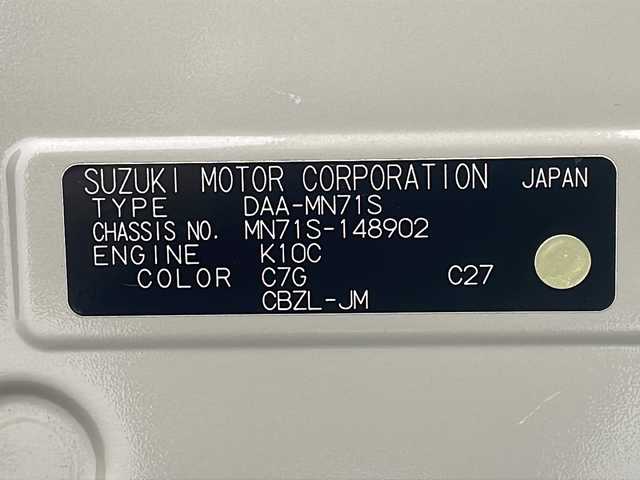 SUZUKI MOTOR CORPORATION JAPAN
TYPE DAA-MN71S
CHASSIS NO. MN71S-148902
ENGINE K10C
COLOR C7G C27
CBZL-JM